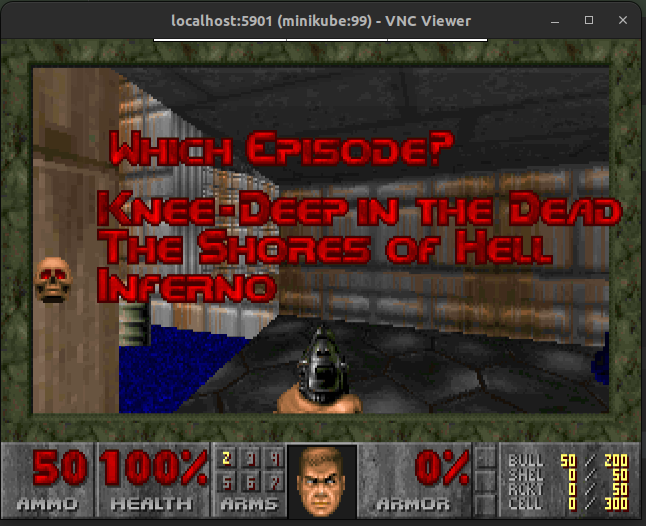 localhost:5901 (minikube:99) - VNC Viewer
Which Episode?
Knee-Deep in the Dead
The Shores of Hell
Inferno
50 100% 2 3 4 0% BULL 50 / 200
5 6 7 SHEL 0 / 50
RCKT 0 / 50
AMMO HEALTH ARMS ARMOR CELL 0 / 300